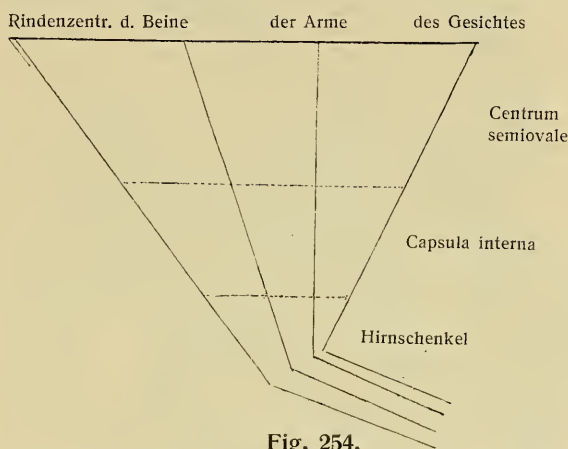 Rindenzentr. d. Beine der Arme des Gesichtes
Centrum
semiovale
Capsula interna
Hirnschenkel
Fig. 254.